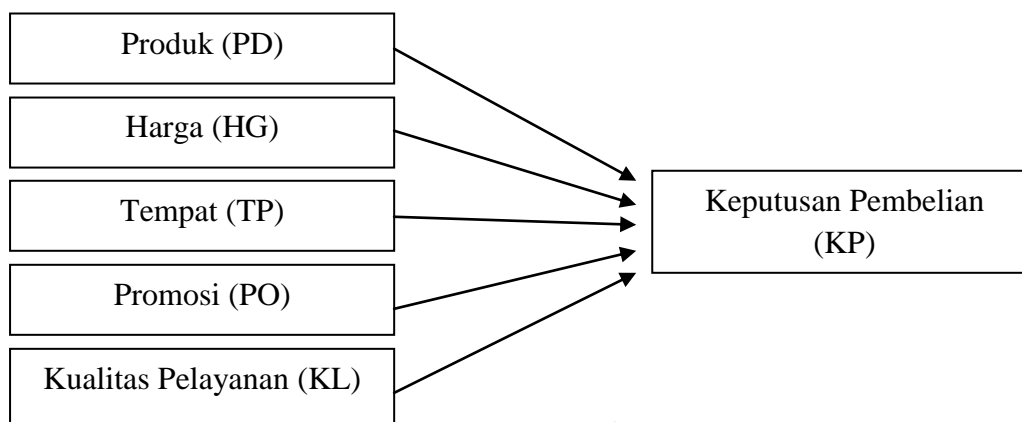 Produk (PD)
Harga (HG)
Tempat (TP)
Promosi (PO)
Kualitas Pelayanan (KL)
Keputusan Pembelian
(KP)